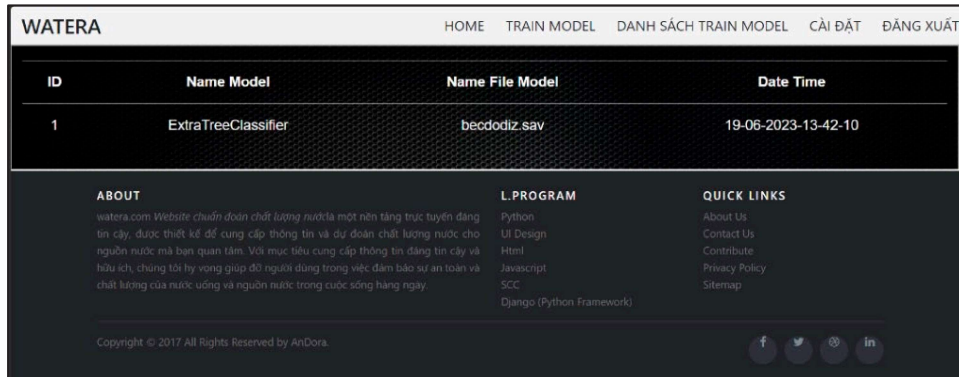 WATERA
HOME TRAIN MODEL DANH SÁCH TRAIN MODEL CÀI ĐẶT ĐĂNG XUẤT
ID Name Model Name File Model Date Time
1 ExtraTreeClassifier becdodiz.sav 19-06-2023-13-42-10
ABOUT
watera.com Website chuẩn đoán chất lượng nướclà một nền tảng trực tuyến đáng
tin cậy, được thiết kế để cung cấp thông tin và dự đoán chất lượng nước cho
nguồn nước mà bạn quan tâm. Với mục tiêu cung cấp thông tin đáng tin cậy và
hữu ích, chúng tôi hy vọng giúp đỡ người dùng trong việc đảm bảo sự an toàn và
chất lượng của nước uống và nguồn nước trong cuộc sống hàng ngày.
L.PROGRAM
Python
UI Design
Html
Javascript
SCC
Django (Python Framework)
QUICK LINKS
About Us
Contact Us
Contribute
Privacy Policy
Sitemap
Copyright © 2017 All Rights Reserved by AnDora.